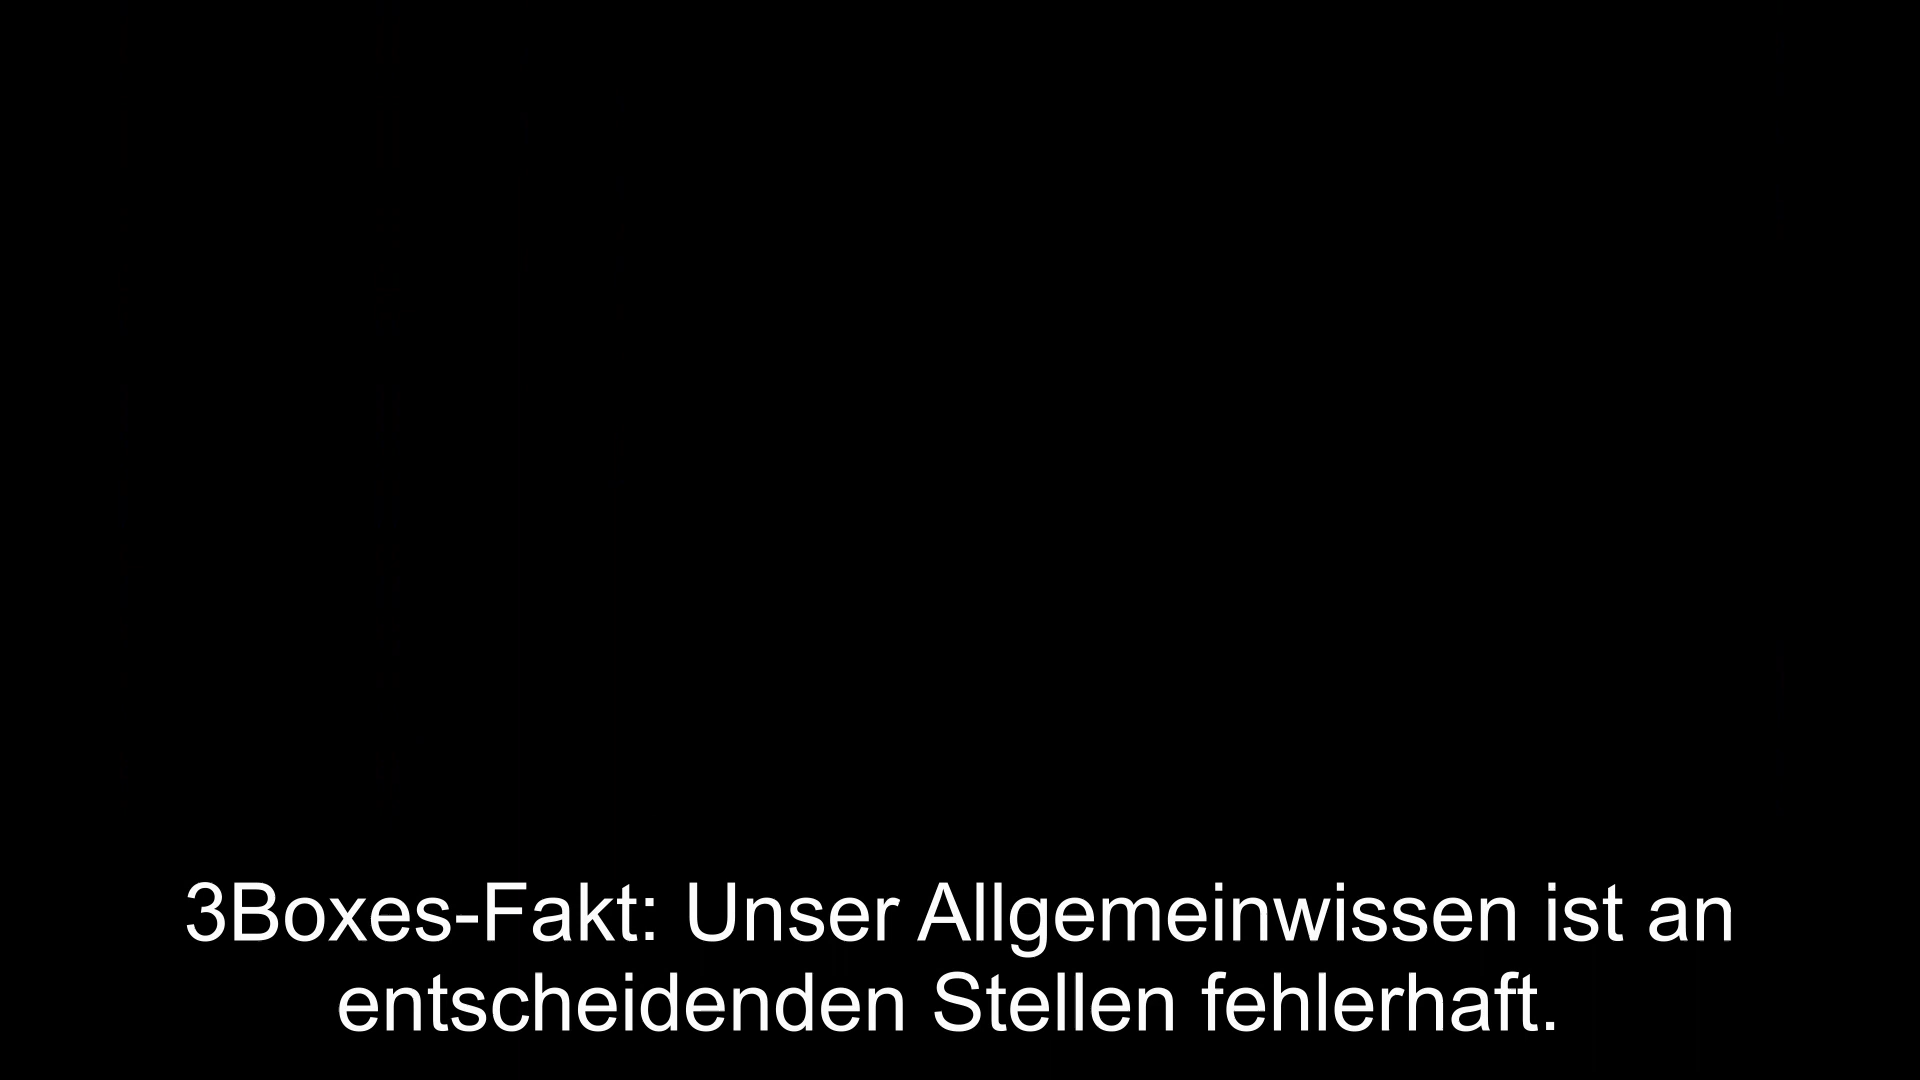 3Boxes-Fakt: Unser Allgemeinwissen ist an
entscheidenden Stellen fehlerhaft.